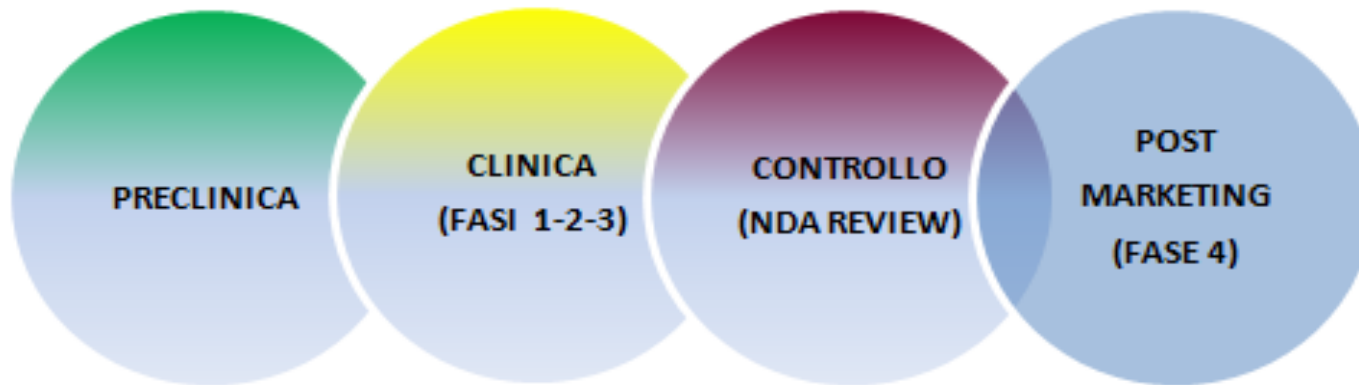 PRECLINICA
CLINICA
(FASI 1-2-3)
CONTROLLO
(NDA REVIEW)
POST
MARKETING
(FASE 4)